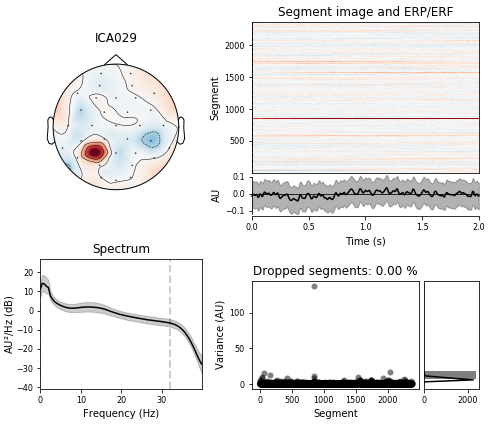 ICA029
Segment image and ERP/ERF
Segment
2000
1500
1000
500
AU
0.1
0.0
−0.1
0.0 0.5 1.0 1.5 2.0
Time (s)
Spectrum
AU²/Hz (dB)
20
10
0
−10
−20
−30
−40
0 10 20 30
Frequency (Hz)
Dropped segments: 0.00 %
Variance (AU)
100
50
0
0 500 1000 1500 2000
Segment
0 2000